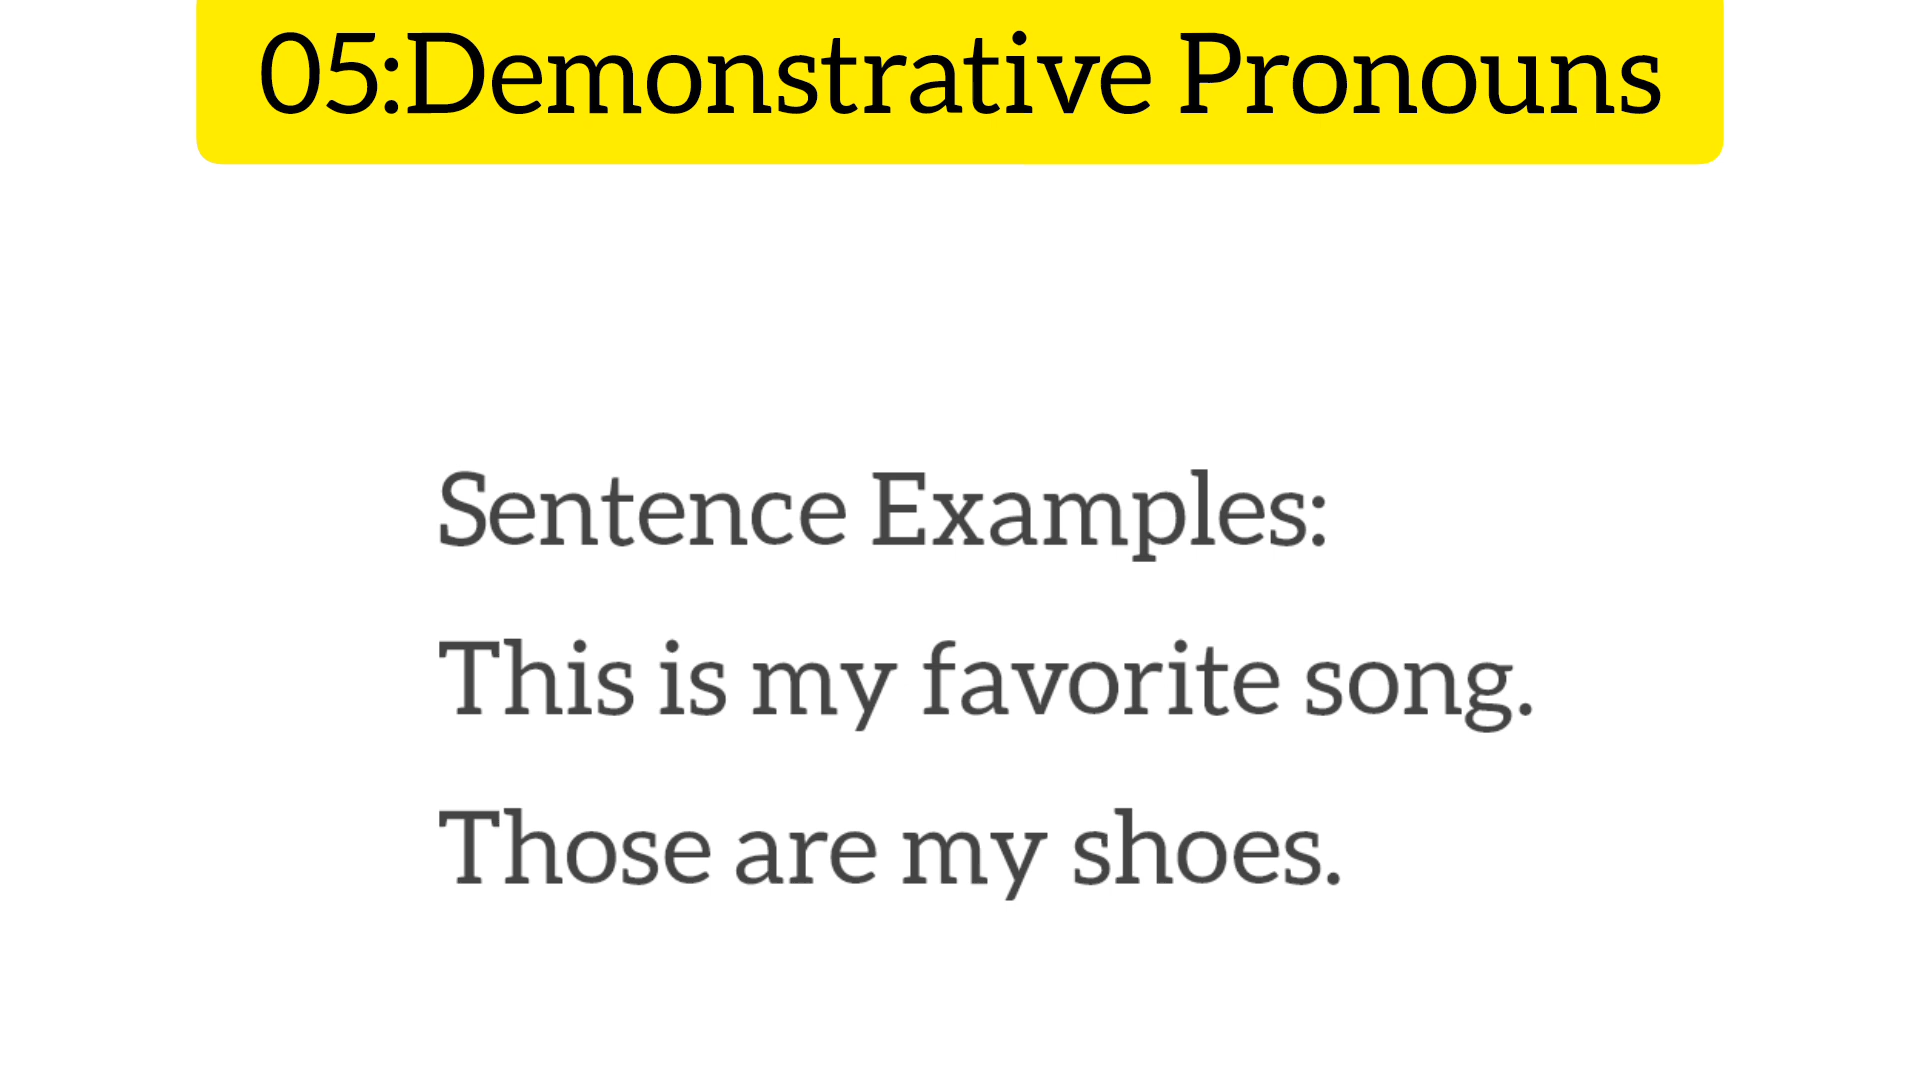 05:Demonstrative Pronouns
Sentence Examples:
This is my favorite song.
Those are my shoes.